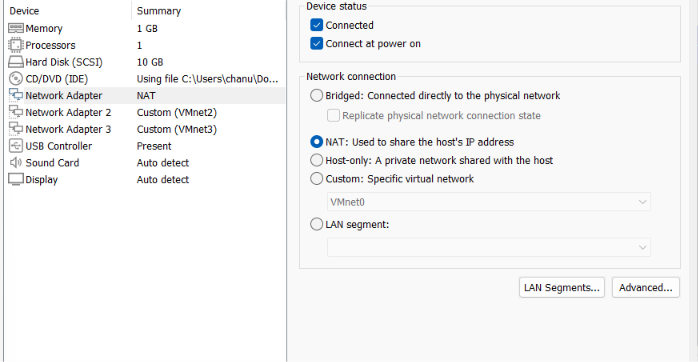 Device Summary
Memory 1 GB
Processors 1
Hard Disk (SCSI) 10 GB
CD/DVD (IDE) Using file C:\Users\chanu\Do...
Network Adapter NAT
Network Adapter 2 Custom (VMnet2)
Network Adapter 3 Custom (VMnet3)
USB Controller Present
Sound Card Auto detect
Display Auto detect
Device status
Connected
Connect at power on
Network connection
Bridged: Connected directly to the physical network
Replicate physical network connection state
NAT: Used to share the host's IP address
Host-only: A private network shared with the host
Custom: Specific virtual network
VMnet0
LAN segment:
LAN Segments... Advanced...